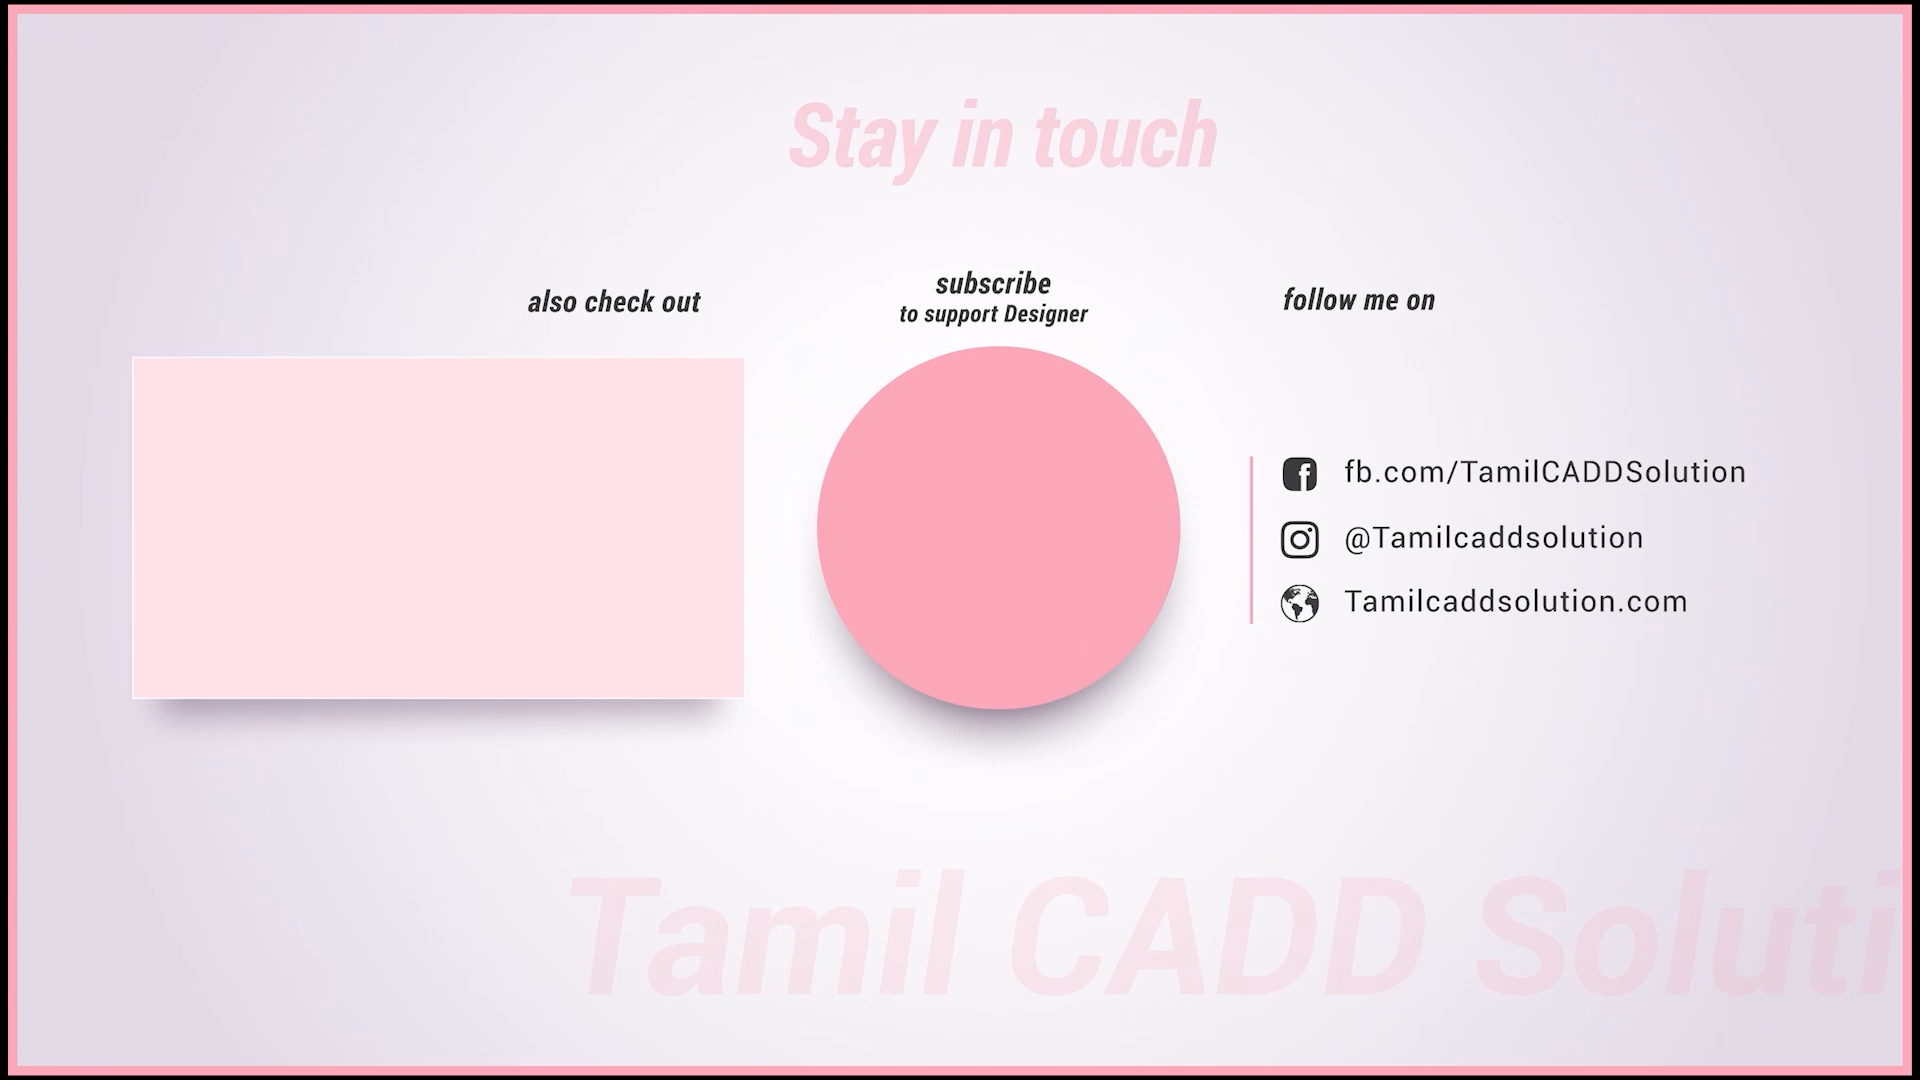 Stay in touch
also check out
subscribe
to support Designer
follow me on
fb.com/TamilCADDSolution
@Tamilcaddsolution
Tamilcaddsolution.com
Tamil CADD Soluti